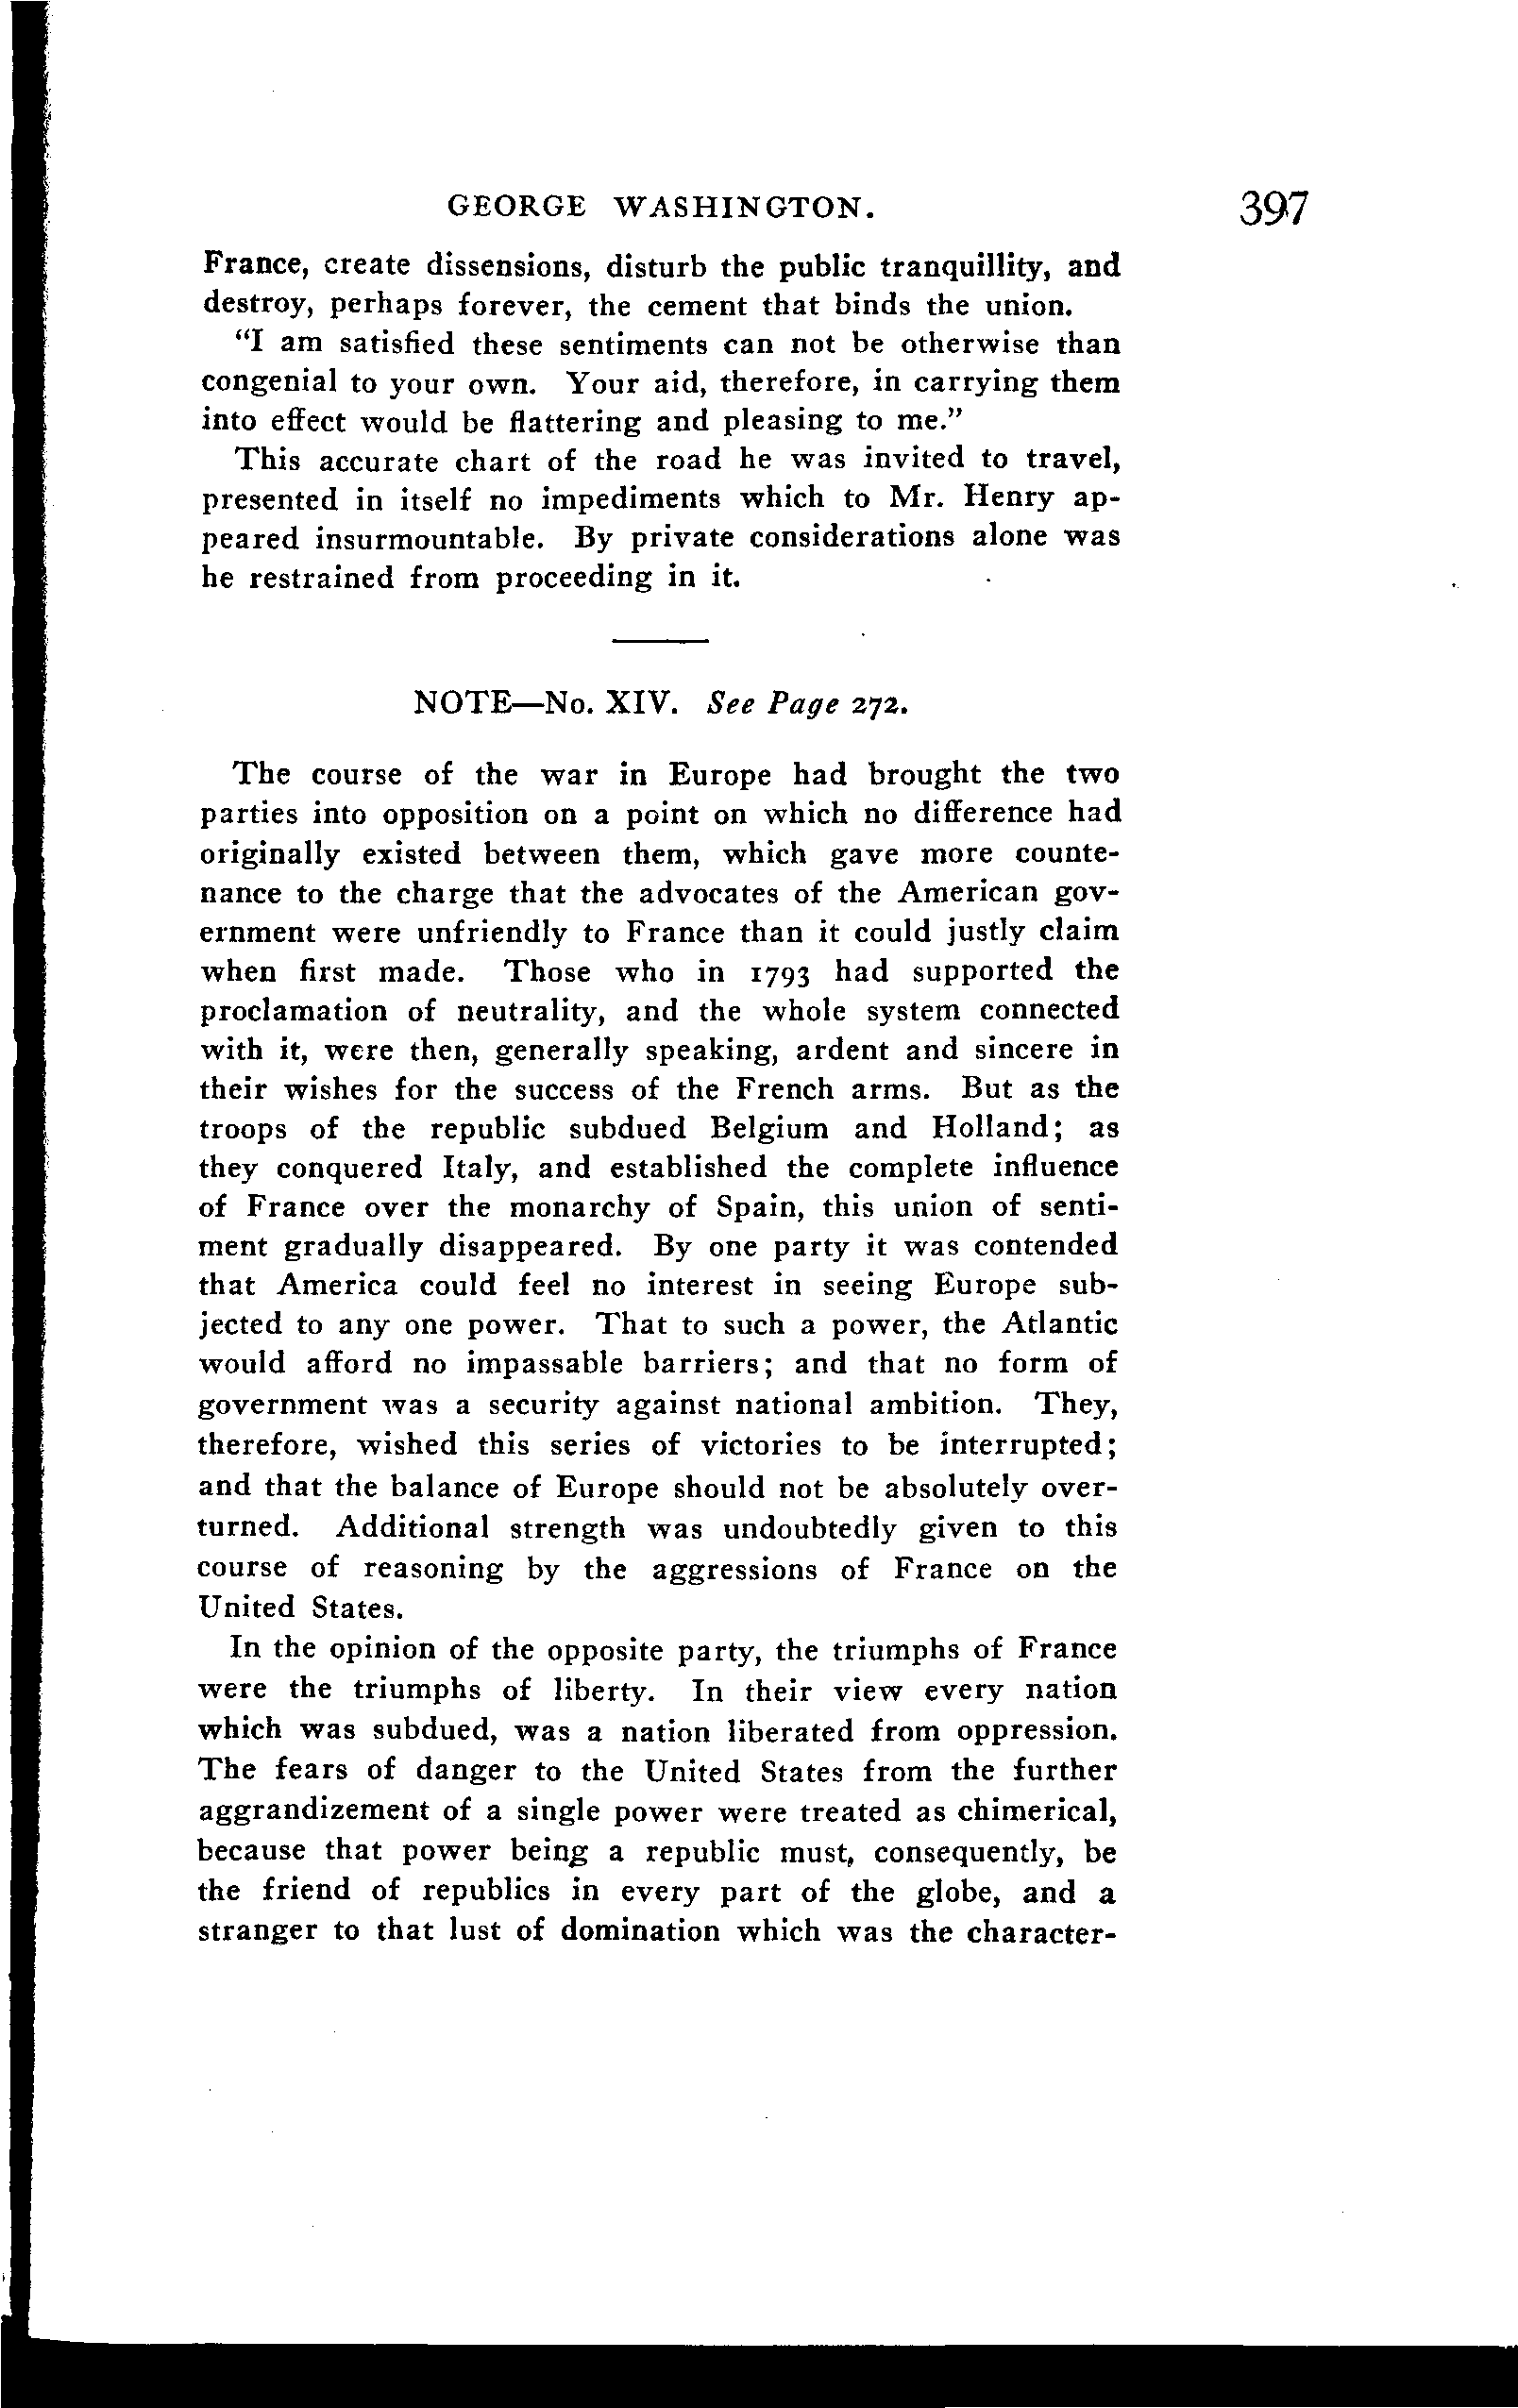 GEORGE WASHINGTON. 397
France, create dissensions, disturb the public tranquillity, and
destroy, perhaps forever, the cement that binds the union.
“I am satisfied these sentiments can not be otherwise than
congenial to your own. Your aid, therefore, in carrying them
into effect would be flattering and pleasing to me.”
This accurate chart of the road he was invited to travel,
presented in itself no impediments which to Mr. Henry ap-
peared insurmountable. By private considerations alone was
he restrained from proceeding in it.
NOTE—No. XIV. See Page 272.
The course of the war in Europe had brought the two
parties into opposition on a point on which no difference had
originally existed between them, which gave more counte-
nance to the charge that the advocates of the American gov-
ernment were unfriendly to France than it could justly claim
when first made. Those who in 1793 had supported the
proclamation of neutrality, and the whole system connected
with it, were then, generally speaking, ardent and sincere in
their wishes for the success of the French arms. But as the
troops of the republic subdued Belgium and Holland; as
they conquered Italy, and established the complete influence
of France over the monarchy of Spain, this union of senti-
ment gradually disappeared. By one party it was contended
that America could feel no interest in seeing Europe sub-
jected to any one power. That to such a power, the Atlantic
would afford no impassable barriers; and that no form of
government was a security against national ambition. They,
therefore, wished this series of victories to be interrupted;
and that the balance of Europe should not be absolutely over-
turned. Additional strength was undoubtedly given to this
course of reasoning by the aggressions of France on the
United States.
In the opinion of the opposite party, the triumphs of France
were the triumphs of liberty. In their view every nation
which was subdued, was a nation liberated from oppression.
The fears of danger to the United States from the further
aggrandizement of a single power were treated as chimerical,
because that power being a republic must, consequently, be
the friend of republics in every part of the globe, and a
stranger to that lust of domination which was the character-